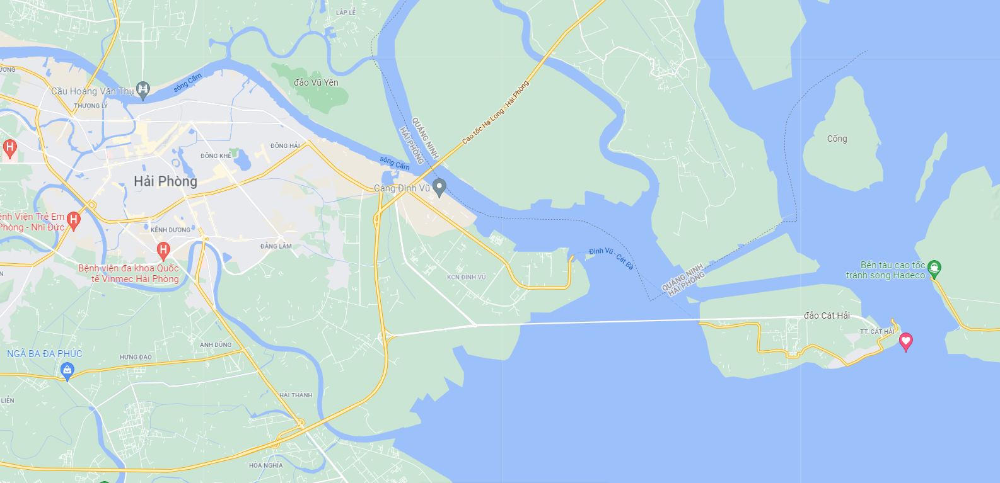 LẬP LỄ
ƯƠNG
sông Cấm
đảo Vũ Yên
Cầu Hoàng Văn Thụ
THƯỢNG LÝ
Cao tốc Hạ Long - Hải Phòng
QUẢNG NINH
HẢI PHÒNG
Cống
ĐÔNG HẢI
ĐÔNG KHÊ
sông Cấm
Hải Phòng
Cảng Đình Vũ
ệnh Viện Trẻ Em
Phòng - Nhi Đức
KÊNH DƯƠNG
ĐẰNG LÂM
Đình Vũ - Cát Bà
Bệnh viện đa khoa Quốc
tế Vinmec Hải Phòng
KCN ĐÌNH VŨ
QUẢNG NINH
HẢI PHÒNG
Bến tàu cao tốc
tránh sóng Hadeco
đảo Cát Hải
TT. CÁT HẢI
ANH DŨNG
NGÃ BA ĐA PHÚC
HƯNG ĐẠO
HẢI THÀNH
LIÊN
HÒA NGHĨA